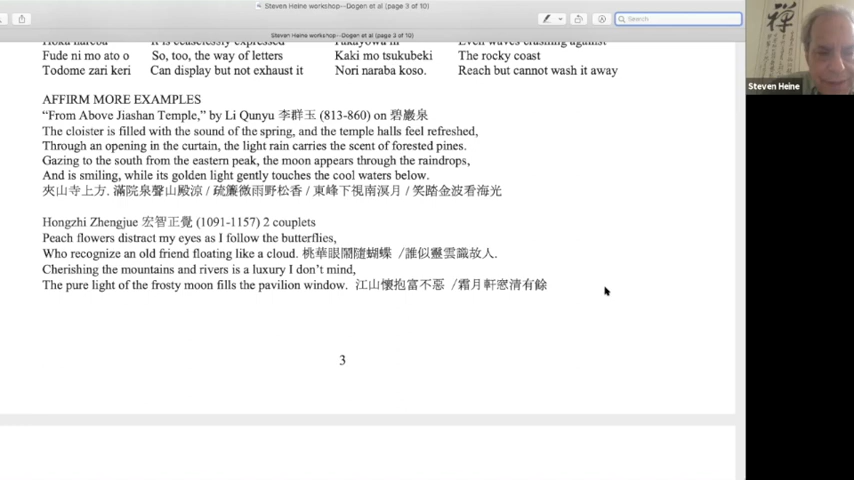 Steven Heine workshop--Dogen et al (page 3 of 10)
Search
Steven Heine workshop--Dogen et al (page 3 of 10)
Fude ni mo ato o So, too, the way of letters Kaki mo tsukubeki The rocky coast
Todome zari keri Can display but not exhaust it Nori naraba koso. Reach but cannot wash it away
AFFIRM MORE EXAMPLES
“From Above Jiashan Temple,” by Li Qunyu 李群玉 (813-860) on 碧巖泉
The cloister is filled with the sound of the spring, and the temple halls feel refreshed,
Through an opening in the curtain, the light rain carries the scent of forested pines.
Gazing to the south from the eastern peak, the moon appears through the raindrops,
And is smiling, while its golden light gently touches the cool waters below.
夾山寺上方. 滿院泉聲山殿涼 / 疏簾微雨野松香 / 東峰下視南溟月 / 笑踏金波看海光
Hongzhi Zhengjue 宏智正覺 (1091-1157) 2 couplets
Peach flowers distract my eyes as I follow the butterflies,
Who recognize an old friend floating like a cloud. 桃華眼鬧隨蝴蝶 /誰似靈雲識故人.
Cherishing the mountains and rivers is a luxury I don’t mind,
The pure light of the frosty moon fills the pavilion window. 江山懷抱富不惡 /霜月軒窓清有餘
3
禪
Steven Heine